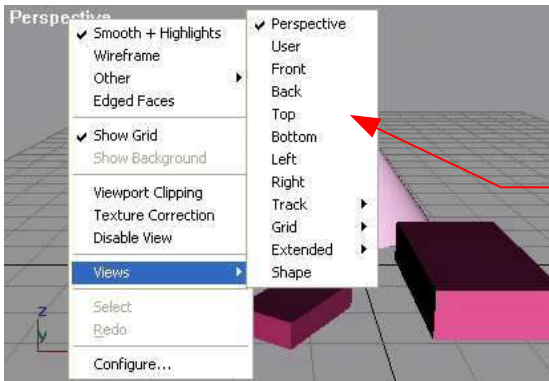 Perspective
Smooth + Highlights
Wireframe
Other
Edged Faces
Show Grid
Show Background
Viewport Clipping
Texture Correction
Disable View
Views
Select
Redo
Configure...
Perspective
User
Front
Back
Top
Bottom
Left
Right
Track
Grid
Extended
Shape
z
y